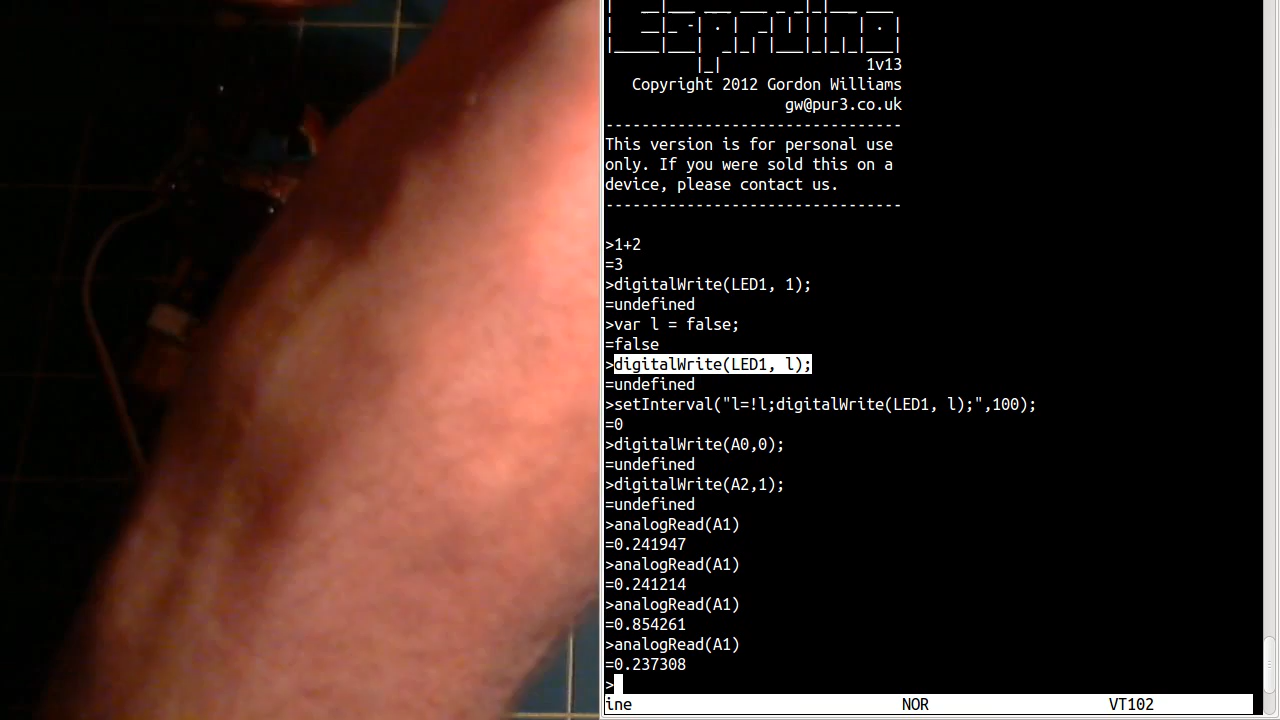 Espruino
1v13
Copyright 2012 Gordon Williams
gw@pur3.co.uk
---------------------------------
This version is for personal use
only. If you were sold this on a
device, please contact us.
---------------------------------
>1+2
=3
>digitalWrite(LED1, 1);
=undefined
>var l = false;
=false
>digitalWrite(LED1, l);
=undefined
>setInterval("l=!l;digitalWrite(LED1, l);",100);
=0
>digitalWrite(A0,0);
=undefined
>digitalWrite(A2,1);
=undefined
>analogRead(A1)
=0.241947
>analogRead(A1)
=0.241214
>analogRead(A1)
=0.854261
>analogRead(A1)
=0.237308
>
ine NOR VT102